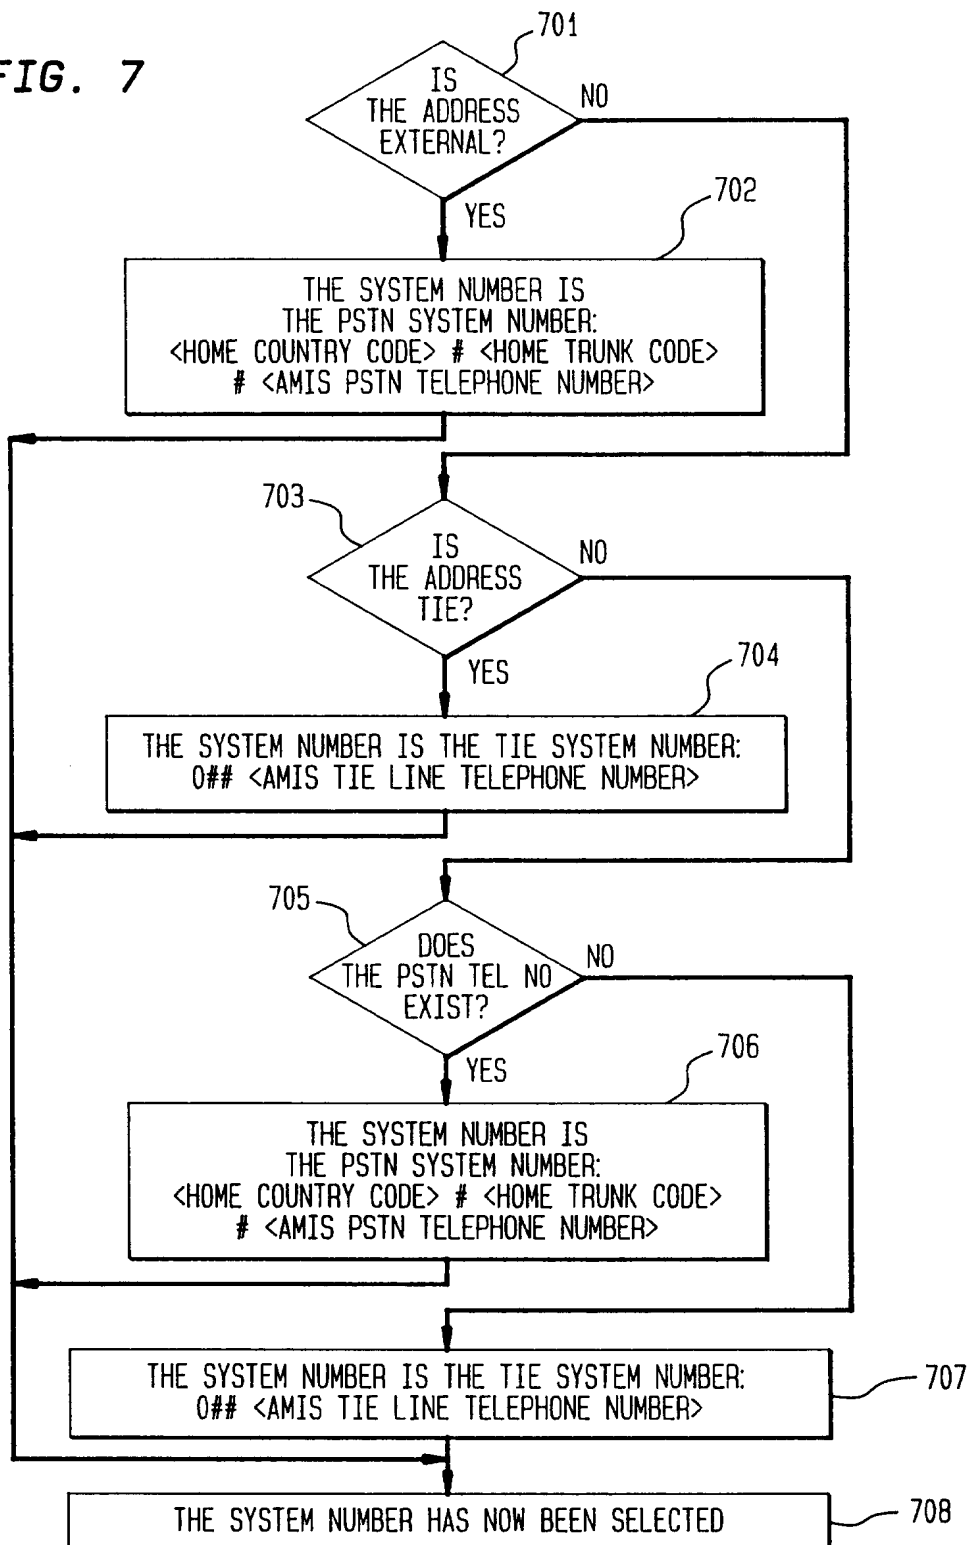 FIG. 7
701
IS
THE ADDRESS
EXTERNAL?
NO
YES
702
THE SYSTEM NUMBER IS
THE PSTN SYSTEM NUMBER:
<HOME COUNTRY CODE> # <HOME TRUNK CODE>
# <AMIS PSTN TELEPHONE NUMBER>
703
IS
THE ADDRESS
TIE?
NO
YES
704
THE SYSTEM NUMBER IS THE TIE SYSTEM NUMBER:
0## <AMIS TIE LINE TELEPHONE NUMBER>
705
DOES
THE PSTN TEL NO
EXIST?
NO
YES
706
THE SYSTEM NUMBER IS
THE PSTN SYSTEM NUMBER:
<HOME COUNTRY CODE> # <HOME TRUNK CODE>
# <AMIS PSTN TELEPHONE NUMBER>
THE SYSTEM NUMBER IS THE TIE SYSTEM NUMBER:
0## <AMIS TIE LINE TELEPHONE NUMBER>
707
THE SYSTEM NUMBER HAS NOW BEEN SELECTED
708